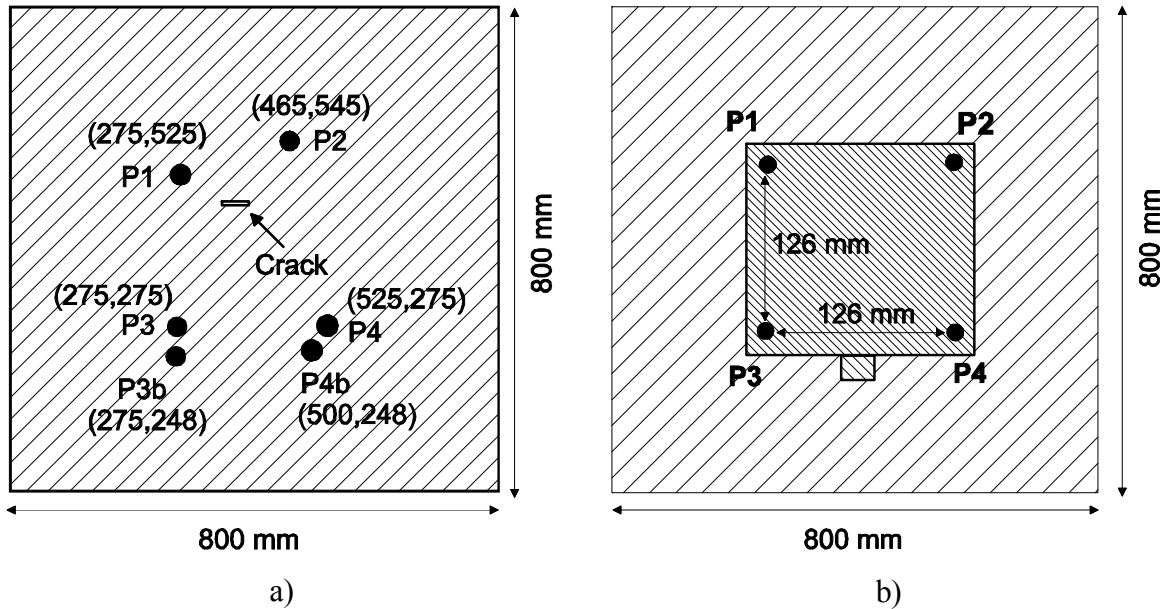 (465,545)
P2
(275,525)
P1
Crack
(275,275)
P3
(525,275)
P4
P3b
(275,248)
P4b
(500,248)
800 mm
800 mm
a)
P1
P2
126 mm
126 mm
P3
P4
800 mm
800 mm
b)